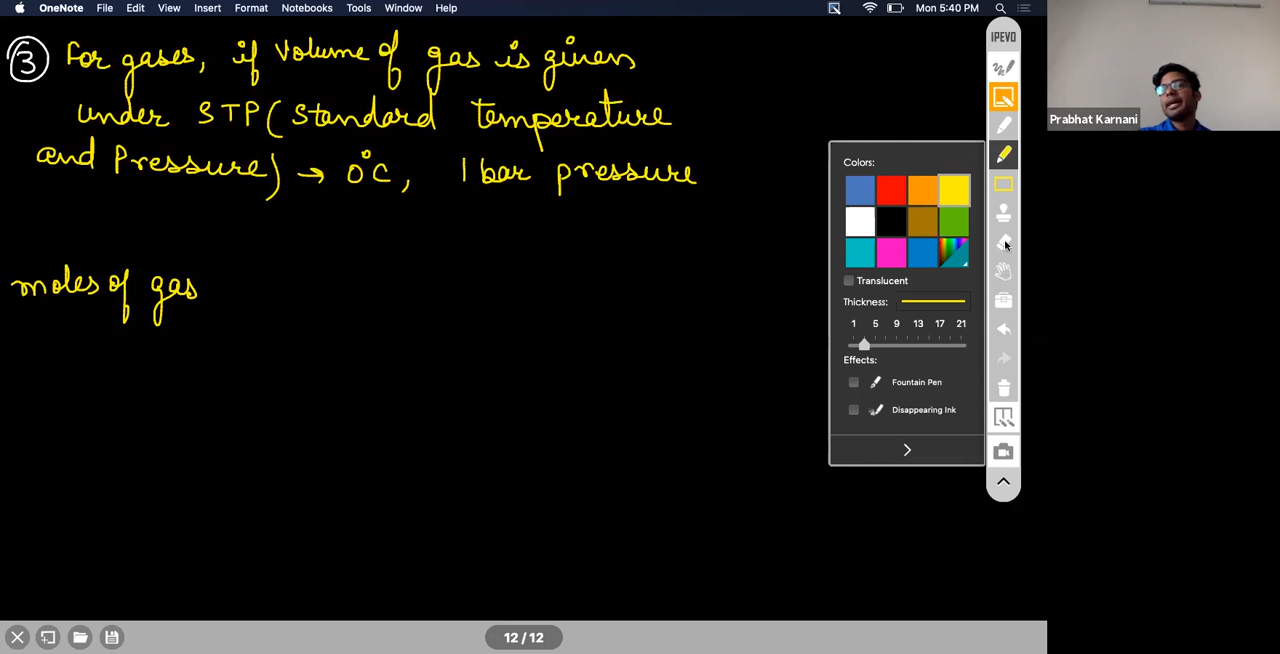 OneNote File Edit View Insert Format Notebooks Tools Window Help Mon 5:40 PM
IPEVO
③ For gases, if volume of gas is given
under STP (standard temperature
and Pressure) → 0°C, 1 bar pressure
moles of gas
Prabhat Karnani
Colors:
Translucent
Thickness:
1 5 9 13 17 21
Effects:
Fountain Pen
Disappearing Ink
12/12